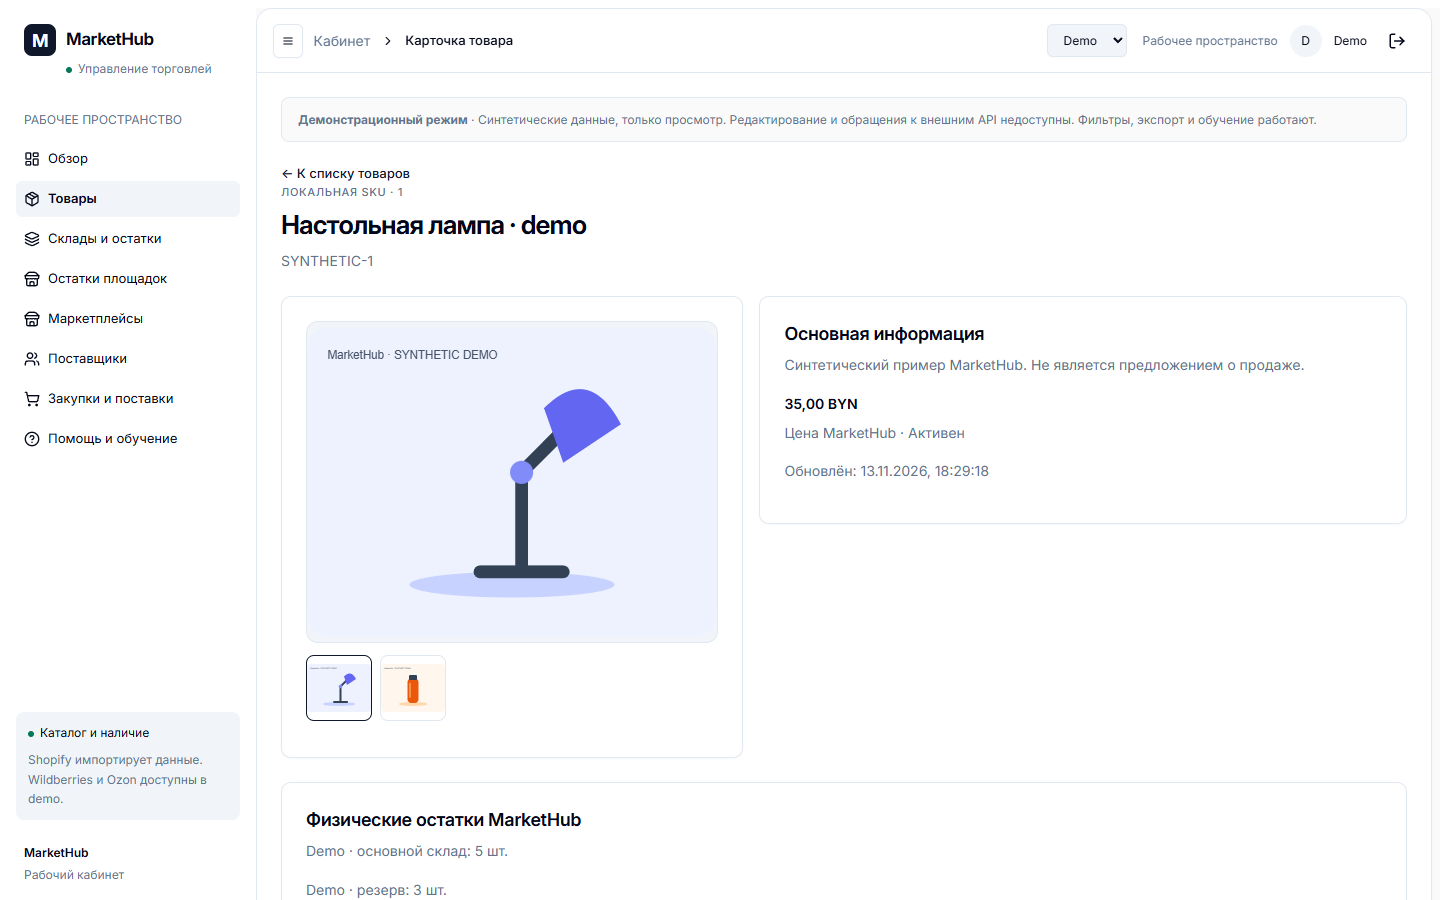 M MarketHub
Управление торговлей
РАБОЧЕЕ ПРОСТРАНСТВО
Обзор
Товары
Склады и остатки
Остатки площадок
Маркетплейсы
Поставщики
Закупки и поставки
Помощь и обучение
Каталог и наличие
Shopify импортирует данные.
Wildberries и Ozon доступны в
demo.
MarketHub
Рабочий кабинет
Кабинет > Карточка товара
Demo
Рабочее пространство
D
Demo
Демонстрационный режим · Синтетические данные, только просмотр. Редактирование и обращения к внешним API недоступны. Фильтры, экспорт и обучение работают.
← К списку товаров
ЛОКАЛЬНАЯ SKU · 1
Настольная лампа · demo
SYNTHETIC-1
MarketHub · SYNTHETIC DEMO
Основная информация
Синтетический пример MarketHub. Не является предложением о продаже.
35,00 BYN
Цена MarketHub · Активен
Обновлён: 13.11.2026, 18:29:18
Физические остатки MarketHub
Demo · основной склад: 5 шт.
Demo · резерв: 3 шт.